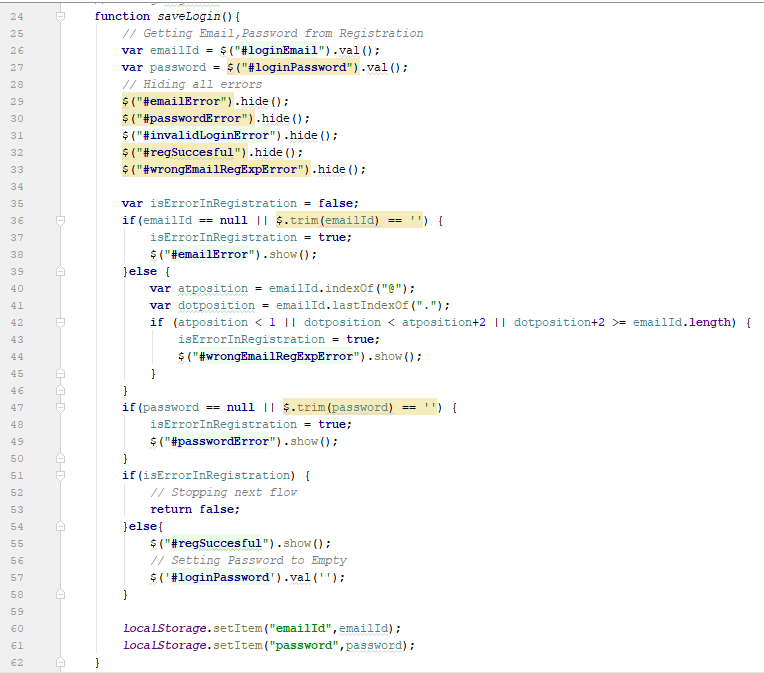 24 function saveLogin(){
25 // Getting Email,Password from Registration
26 var emailId = $("#loginEmail").val();
27 var password = $("#loginPassword").val();
28 // Hiding all errors
29 $("#emailError").hide();
30 $("#passwordError").hide();
31 $("#invalidLoginError").hide();
32 $("#regSuccesful").hide();
33 $("#wrongEmailRegExpError").hide();
34
35 var isErrorInRegistration = false;
36 if(emailId == null || $.trim(emailId) == '') {
37 isErrorInRegistration = true;
38 $("#emailError").show();
39 }else {
40 var atposition = emailId.indexOf("@");
41 var dotposition = emailId.lastIndexOf(".");
42 if (atposition < 1 || dotposition < atposition+2 || dotposition+2 >= emailId.length) {
43 isErrorInRegistration = true;
44 $("#wrongEmailRegExpError").show();
45 }
46 }
47 if(password == null || $.trim(password) == '') {
48 isErrorInRegistration = true;
49 $("#passwordError").show();
50 }
51 if(isErrorInRegistration) {
52 // Stopping next flow
53 return false;
54 }else{
55 $("#regSuccesful").show();
56 // Setting Password to Empty
57 $('#loginPassword').val('');
58 }
59
60 localStorage.setItem("emailId",emailId);
61 localStorage.setItem("password",password);
62 }